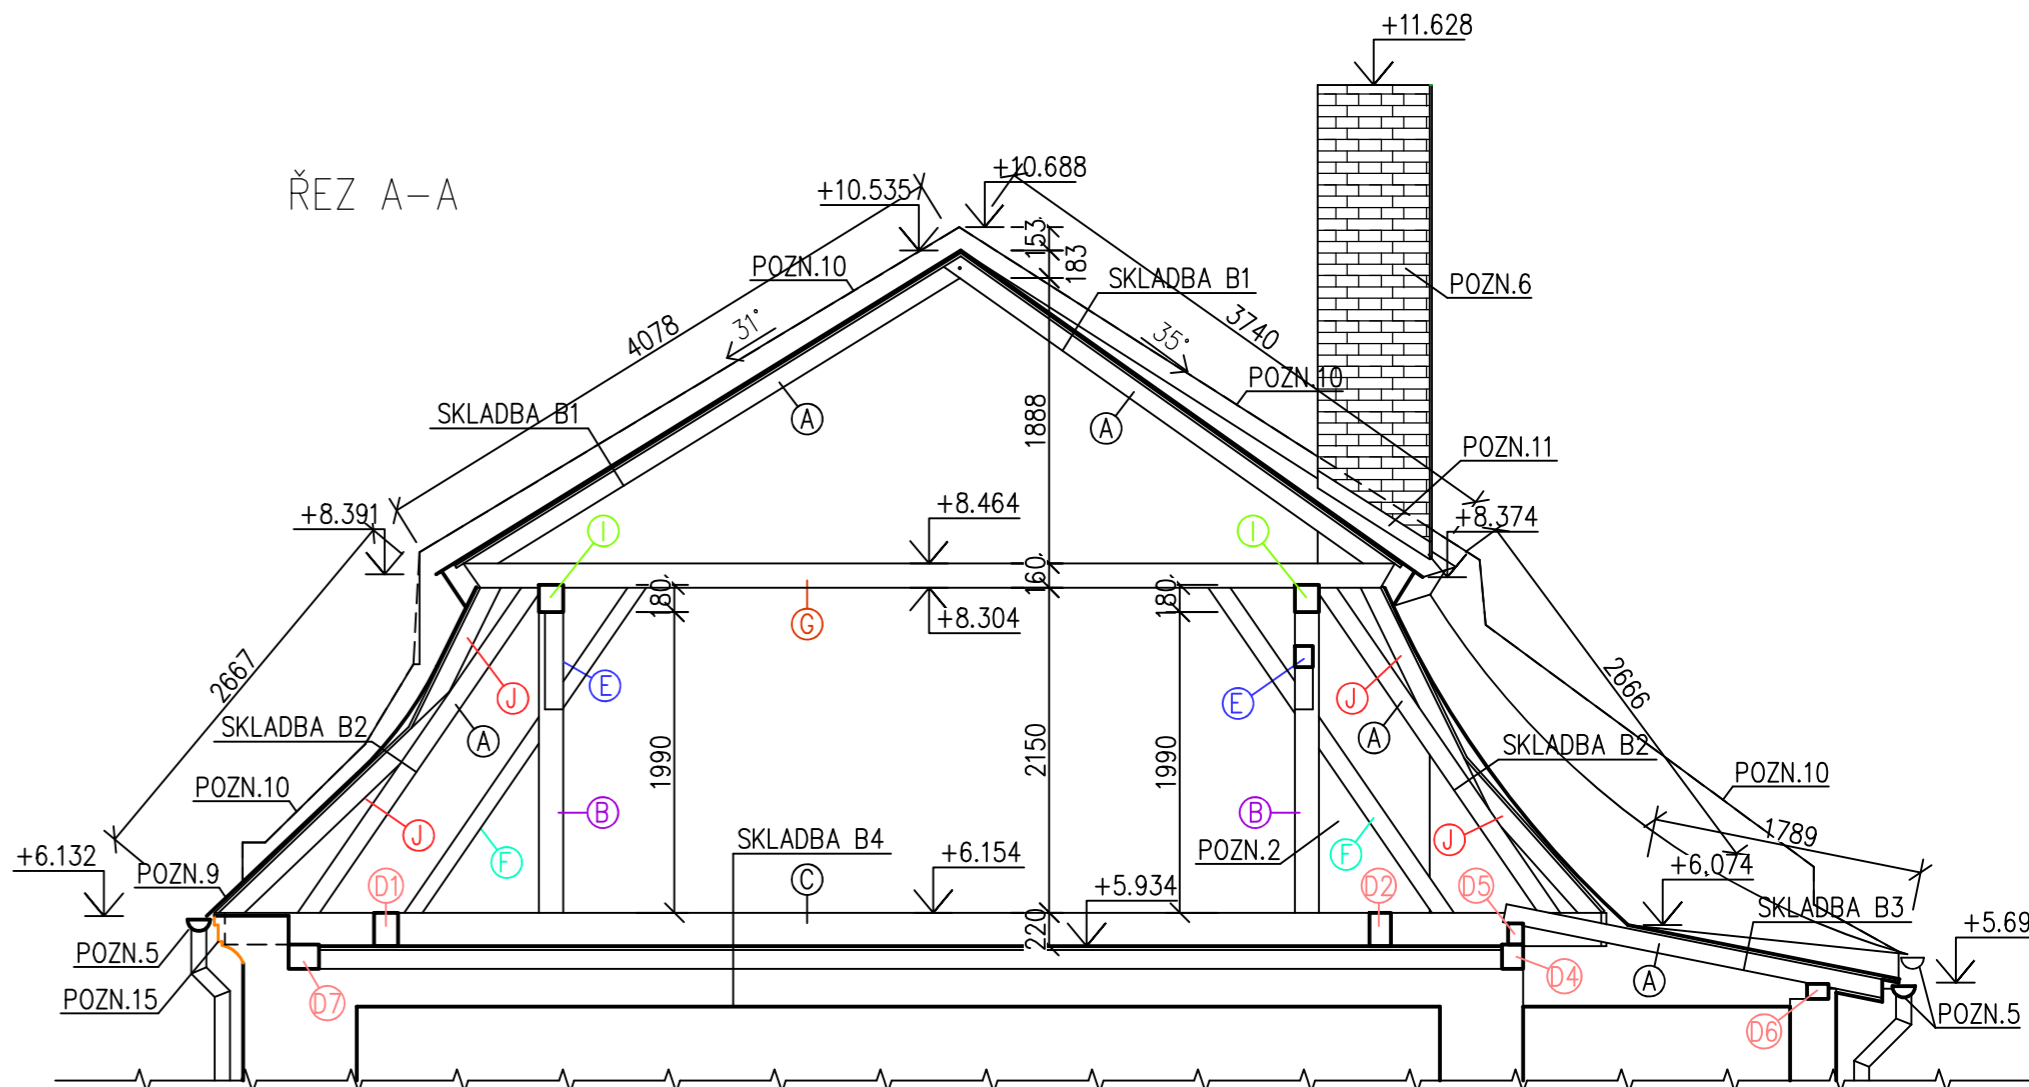 ŘEZ A-A
+11.628
+10.688
+10.535
153
183
POZN.10
SKLADBA B1
POZN.6
4078
31°
35°
3740
POZN.10
SKLADBA B1
A
A
1888
POZN.11
+8.391
+8.464
+8.374
I
I
180
160
180
G
+8.304
2667
2666
J
E
E
J
SKLADBA B2
A
A
SKLADBA B2
1990
2150
1990
POZN.10
POZN.10
B
B
J
F
SKLADBA B4
POZN.2
F
J
1789
+6.132
POZN.9
D1
C
+6.154
+5.934
D2
D5
+6.074
SKLADBA B3
220
+5.69
POZN.5
D4
A
POZN.15
D7
D6
POZN.5